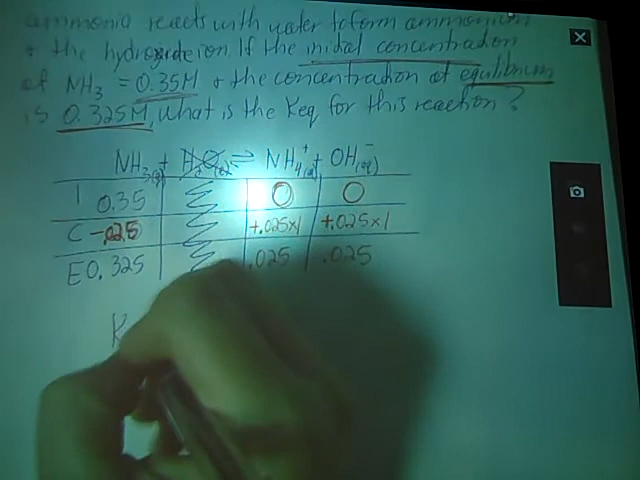 ammonia reacts with water to form ammonium
+ the hydroxide ion. If the initial concentration
of NH₃ = 0.35M + the concentration at equilibrium
is 0.325M, what is the Keq for this reaction?
NH₃(g) + H₂O(l) ⇌ NH₄⁺(aq) + OH⁻(aq)
I 0.35 0 0
C -.025 +.025x1 +.025x1
E 0.325 .025 .025
K